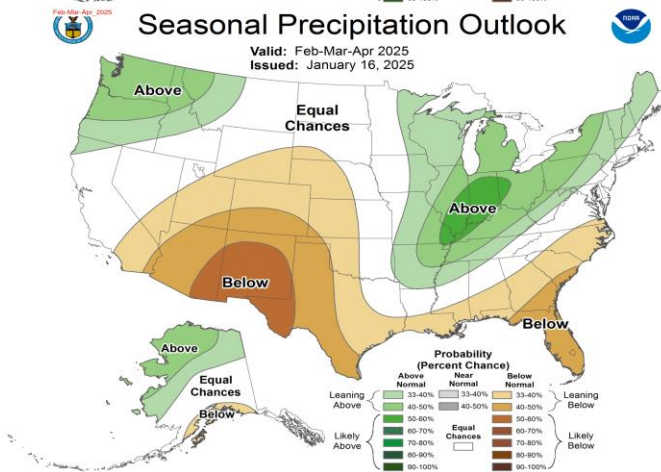 Feb-Mar-Apr 2025
Seasonal Precipitation Outlook
NOAA
Valid: Feb-Mar-Apr 2025
Issued: January 16, 2025
Above
Equal
Chances
Above
Below
Below
Above
Equal
Chances
Below
Probability
(Percent Chance)
Above
Normal
Near
Normal
Below
Normal
Leaning
Above
33-40%
33-40%
33-40%
Leaning
Below
40-50%
40-50%
40-50%
50-60%
50-60%
Likely
Above
60-70%
Equal
Chances
60-70%
Likely
Below
70-80%
70-80%
80-90%
80-90%
90-100%
90-100%